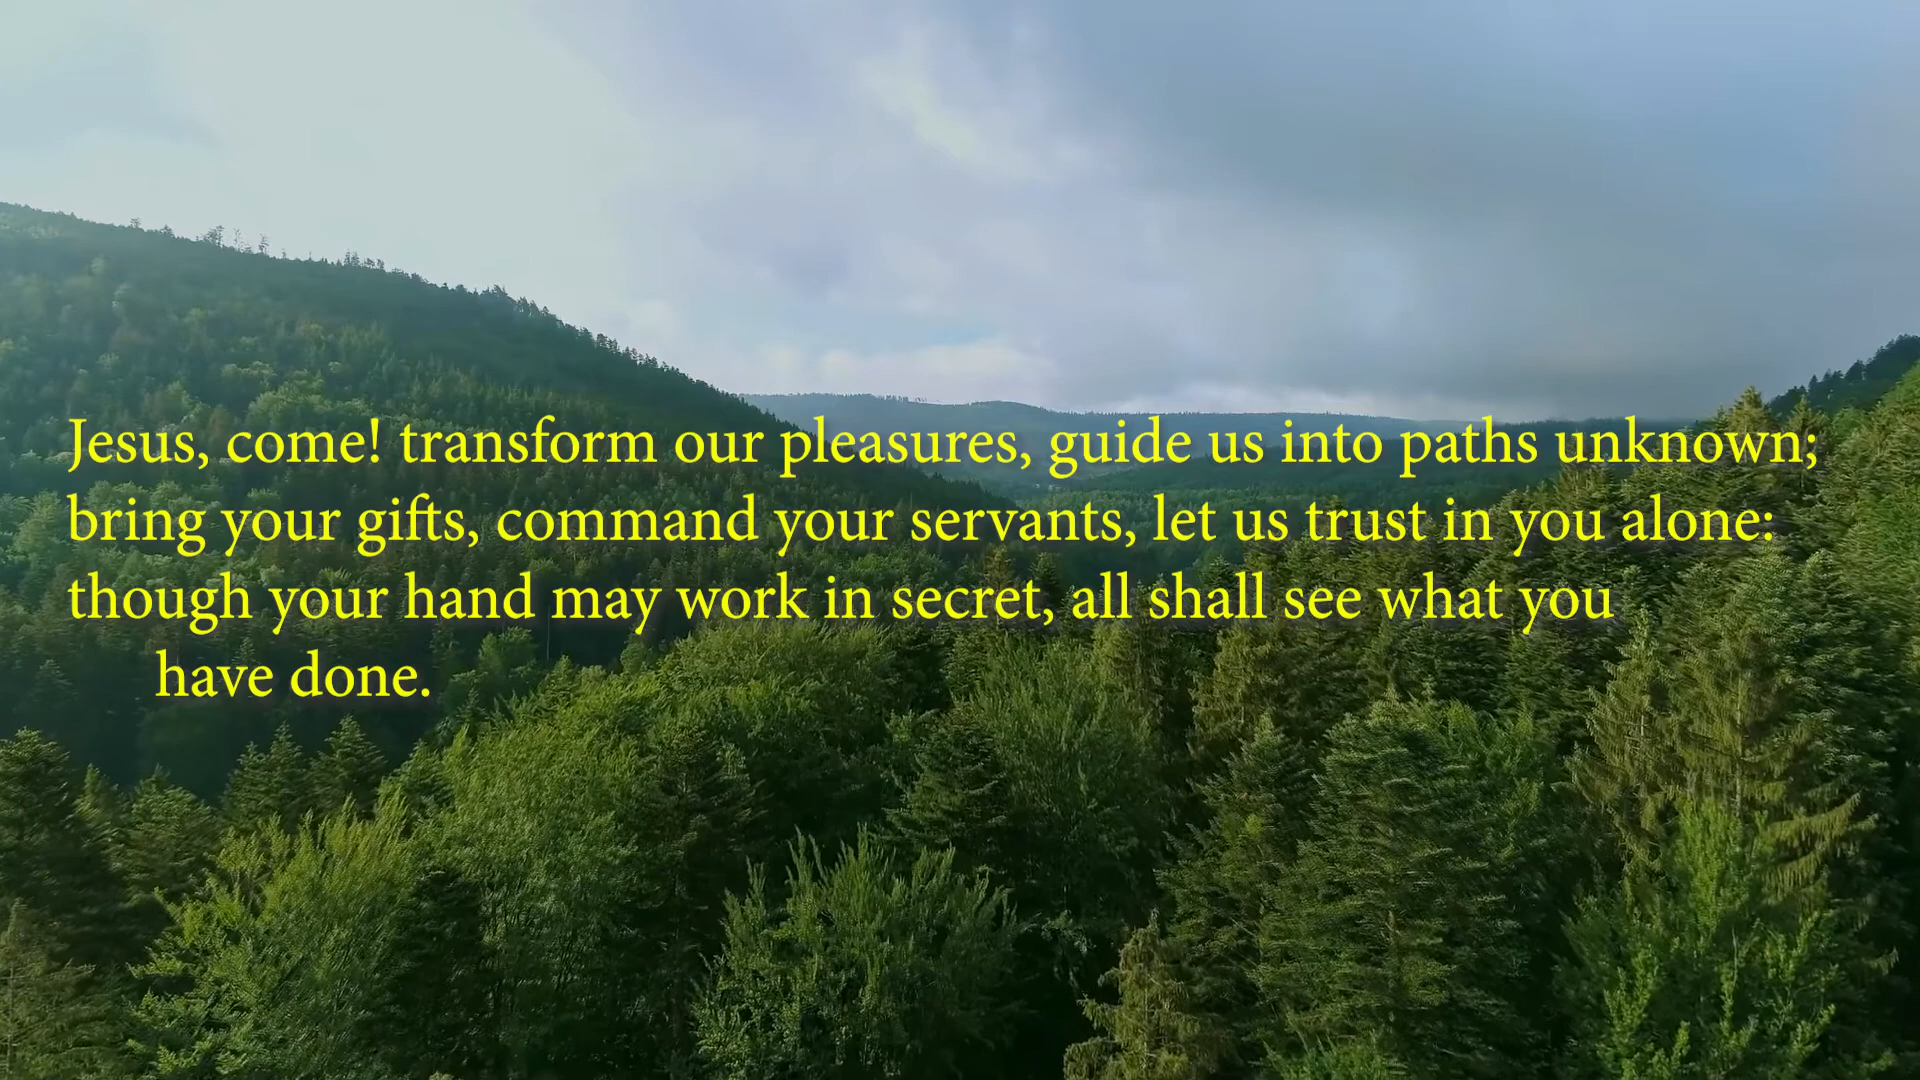 Jesus, come! transform our pleasures, guide us into paths unknown;
bring your gifts, command your servants, let us trust in you alone:
though your hand may work in secret, all shall see what you
have done.